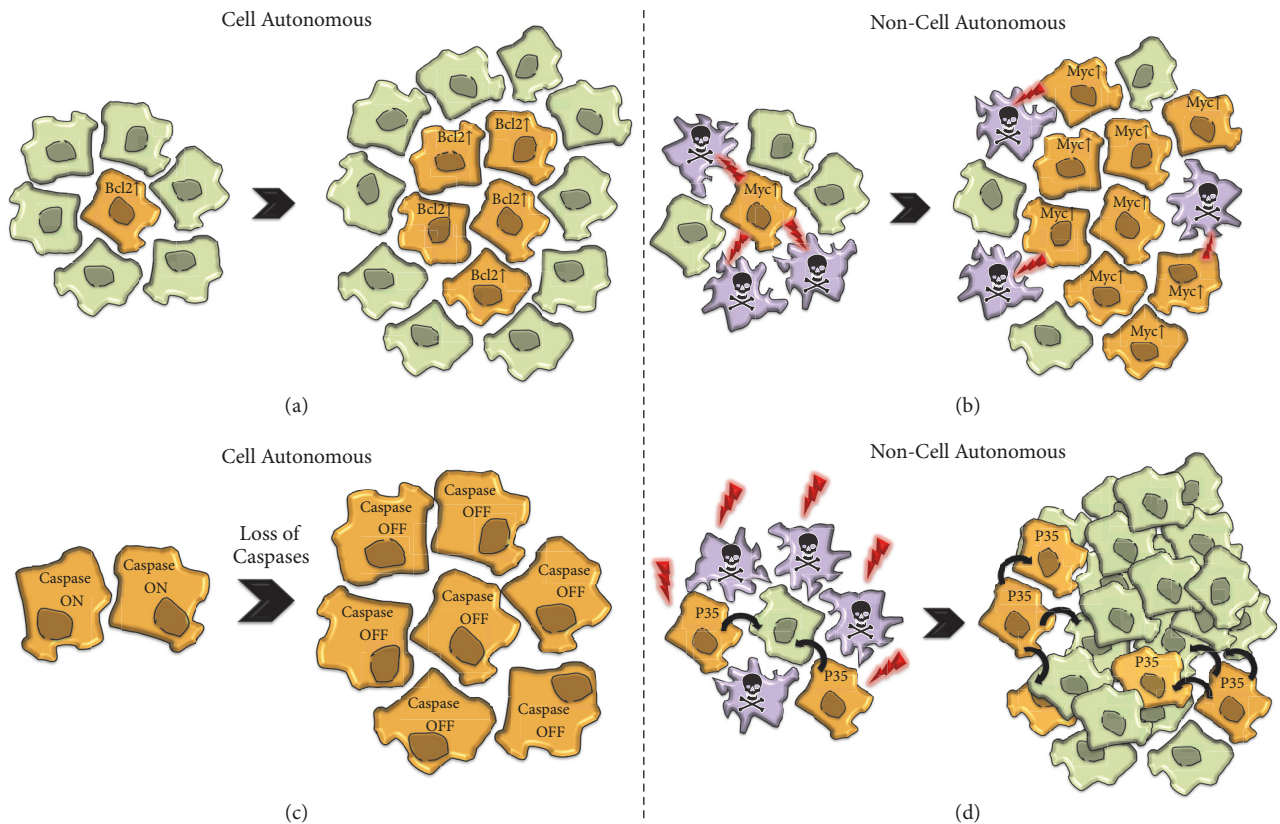 (a)
Cell Autonomous
Bcl2↑
Bcl2↑
Bcl2↑
Bcl2
Bcl2↑
Bcl2↑
(b)
Non-Cell Autonomous
Myc↑
Myc↑
Myc↑
Myc↑
Myc↑
Myc↑
Myc↑
Myc↑
Myc↑
Myc↑
(a)
(b)
Cell Autonomous
Caspase
ON
Caspase
ON
Loss of
Caspases
Caspase
OFF
Caspase
OFF
Caspase
OFF
Caspase
OFF
Caspase
OFF
Caspase
OFF
Caspase
OFF
(c)
Non-Cell Autonomous
P35
P35
P35
P35
P35
P35
(d)